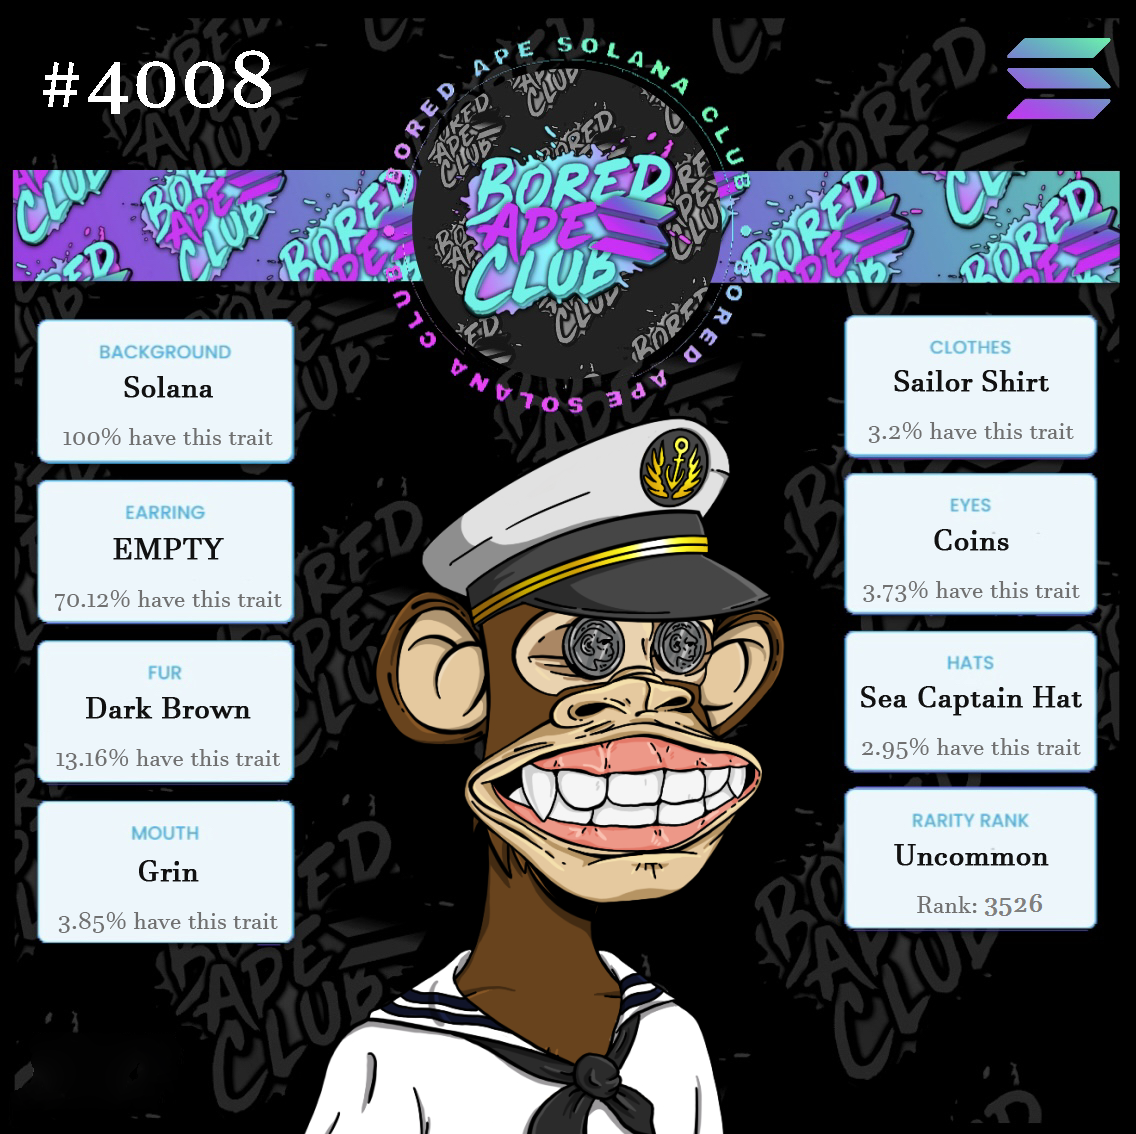 #4008
BORED APE SOLANA CLUB
BORED APE SOLANA CLUB
BORED
APE
CLUB
BACKGROUND
Solana
100% have this trait
EARRING
EMPTY
70.12% have this trait
FUR
Dark Brown
13.16% have this trait
MOUTH
Grin
3.85% have this trait
CLOTHES
Sailor Shirt
3.2% have this trait
EYES
Coins
3.73% have this trait
HATS
Sea Captain Hat
2.95% have this trait
RARITY RANK
Uncommon
Rank: 3526